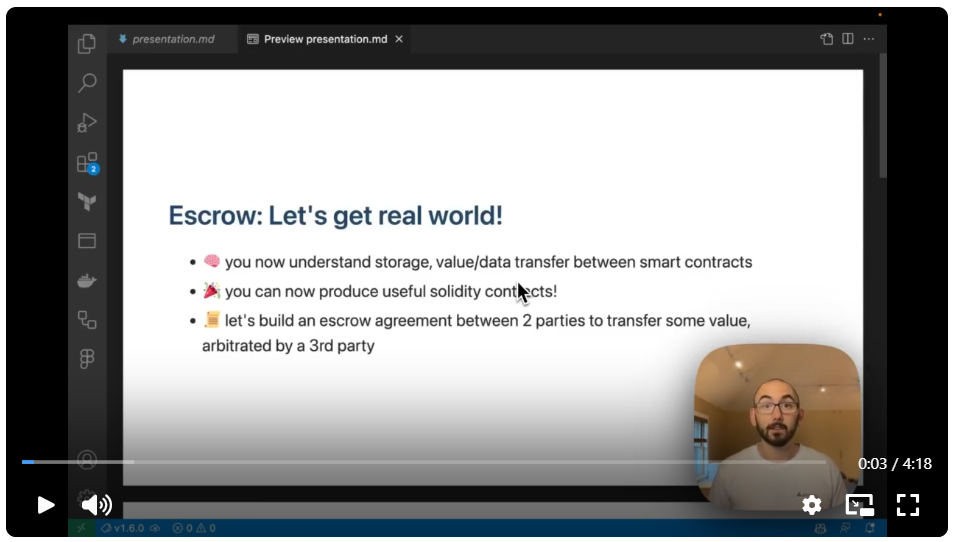 presentation.md
Preview presentation.md
2
Escrow: Let's get real world!
🧠 you now understand storage, value/data transfer between smart contracts
🎉 you can now produce useful solidity contracts!
📜 let's build an escrow agreement between 2 parties to transfer some value,
arbitrated by a 3rd party
0:03 / 4:18
v1.6.0 0 0